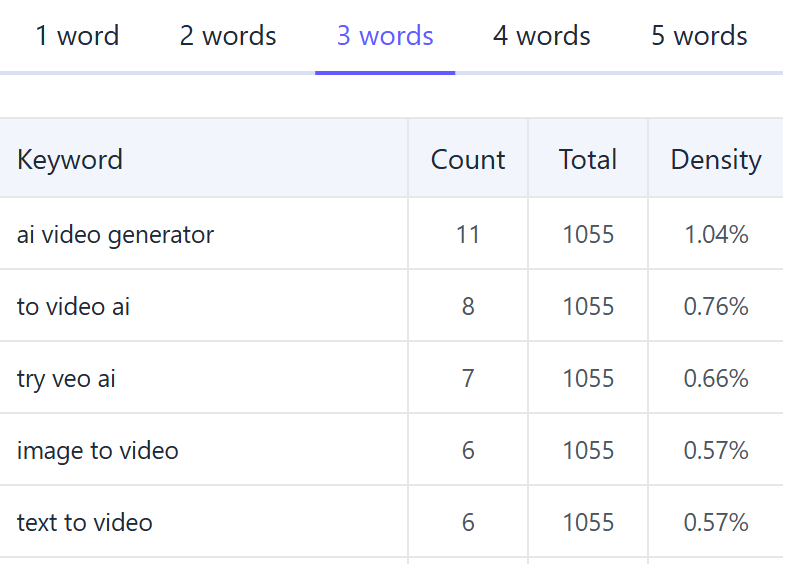 1 word 2 words 3 words 4 words 5 words
Keyword Count Total Density
ai video generator 11 1055 1.04%
to video ai 8 1055 0.76%
try veo ai 7 1055 0.66%
image to video 6 1055 0.57%
text to video 6 1055 0.57%